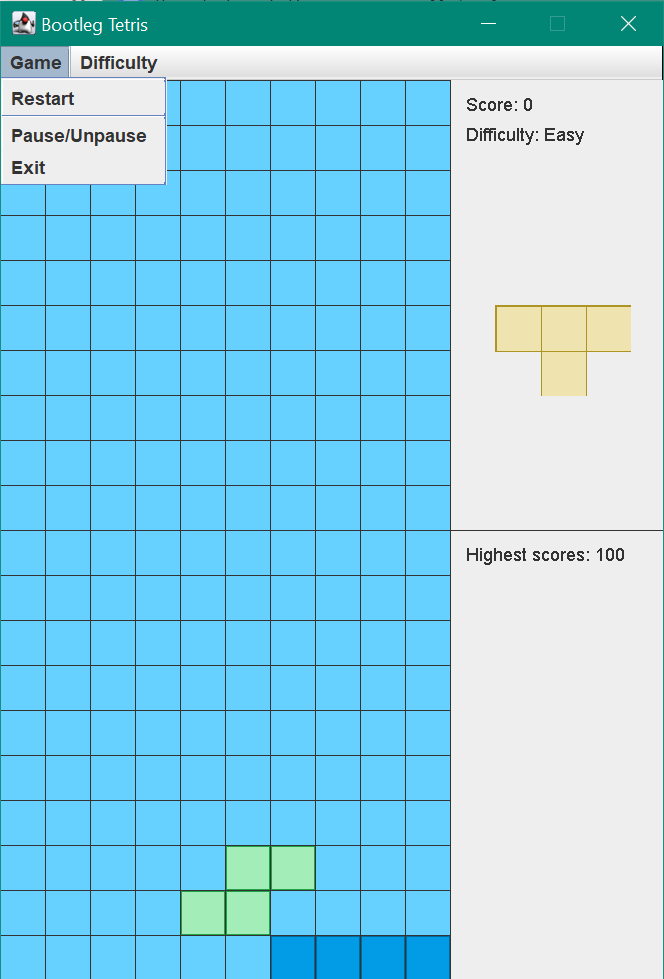 Bootleg Tetris
Game Difficulty
Restart
Pause/Unpause
Exit
Score: 0
Difficulty: Easy
Highest scores: 100